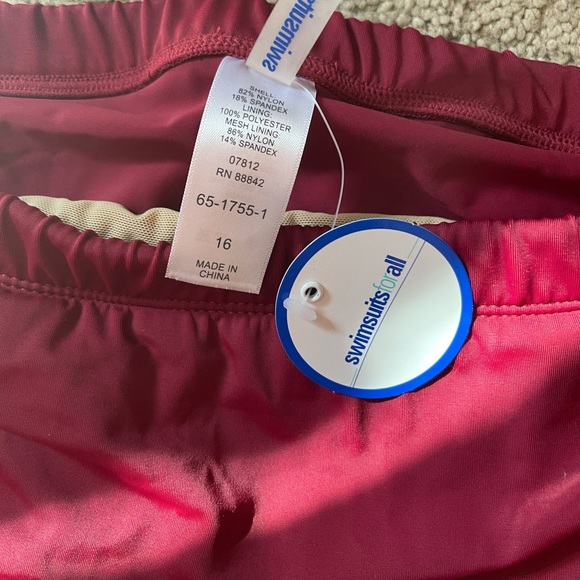 swimsuits
SHELL:
82% NYLON
18% SPANDEX
LINING:
100% POLYESTER
MESH LINING:
86% NYLON
14% SPANDEX
07812
RN 88842
65-1755-1
16
MADE IN
CHINA
swimsuitsforall